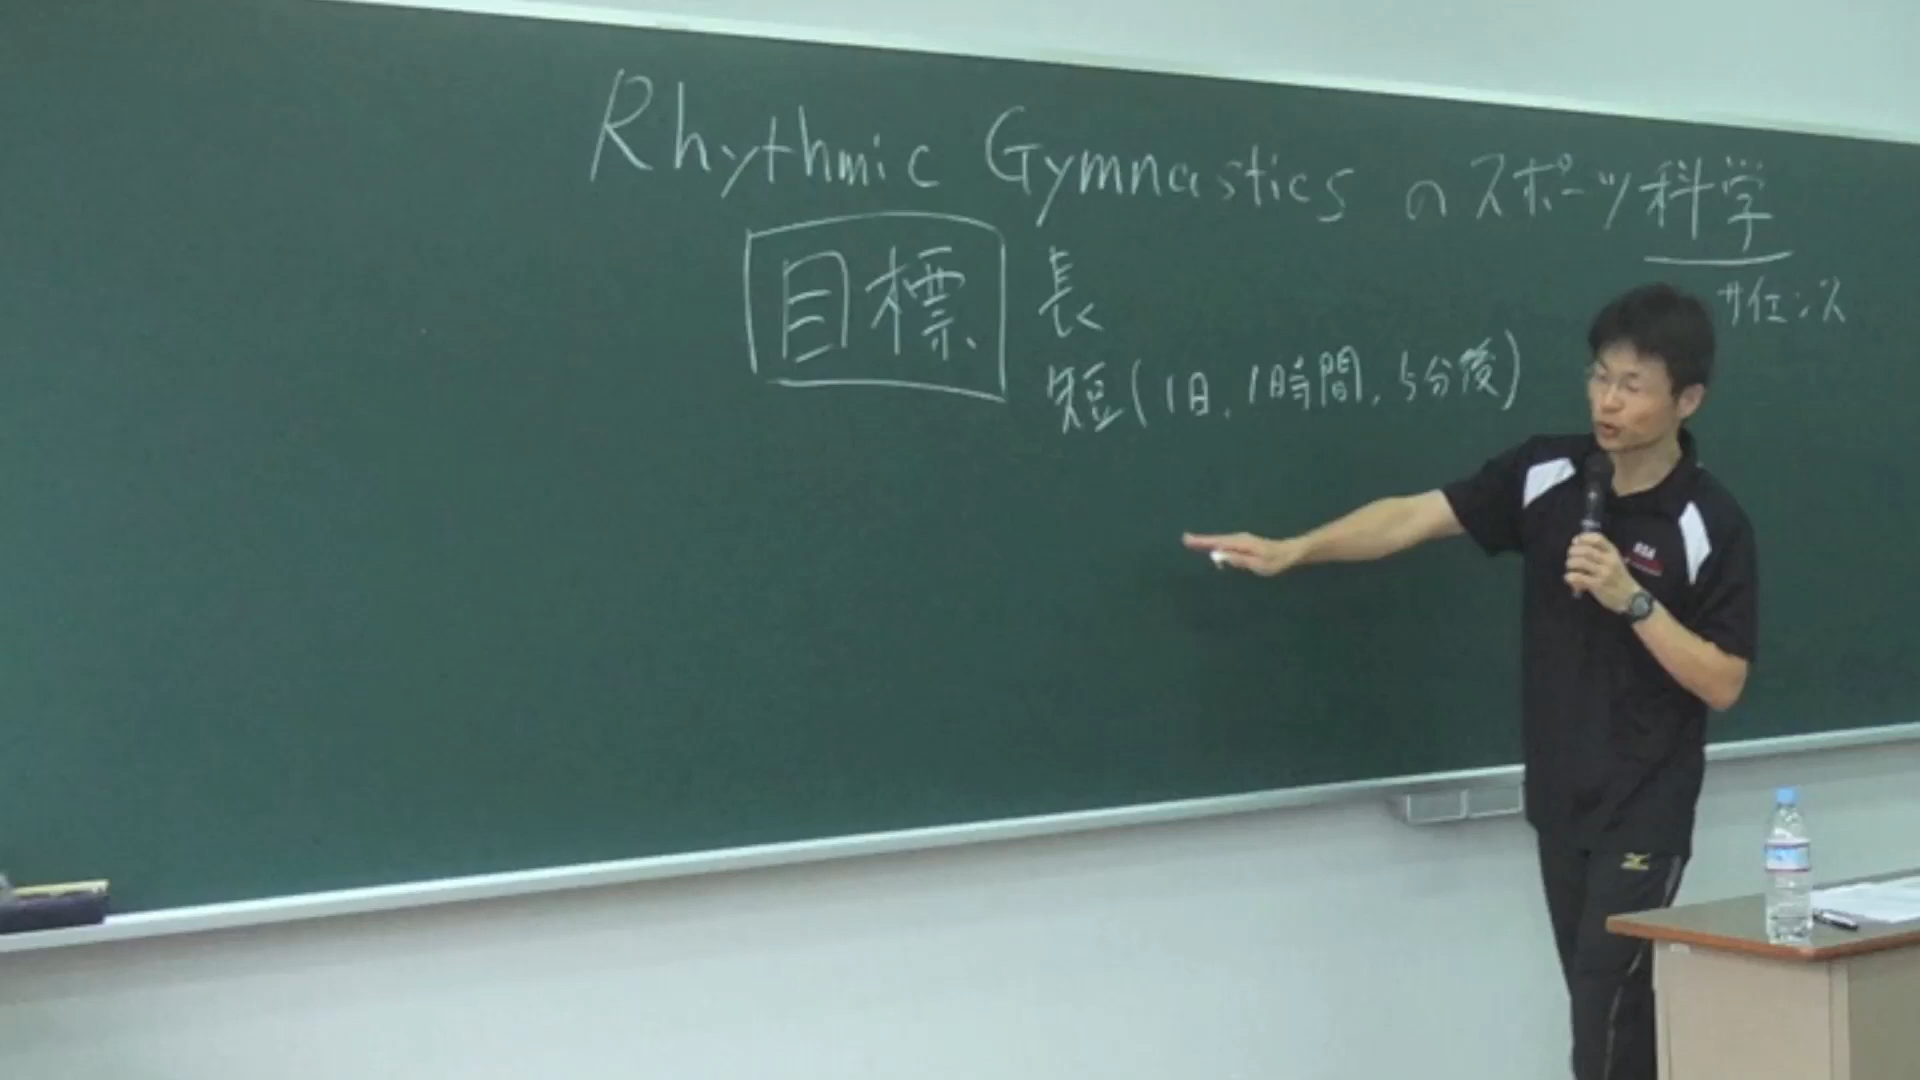 Rhythmic Gymnastics のスポーツ科学
サイエンス
目標 長
短(1日, 1時間, 5分後)